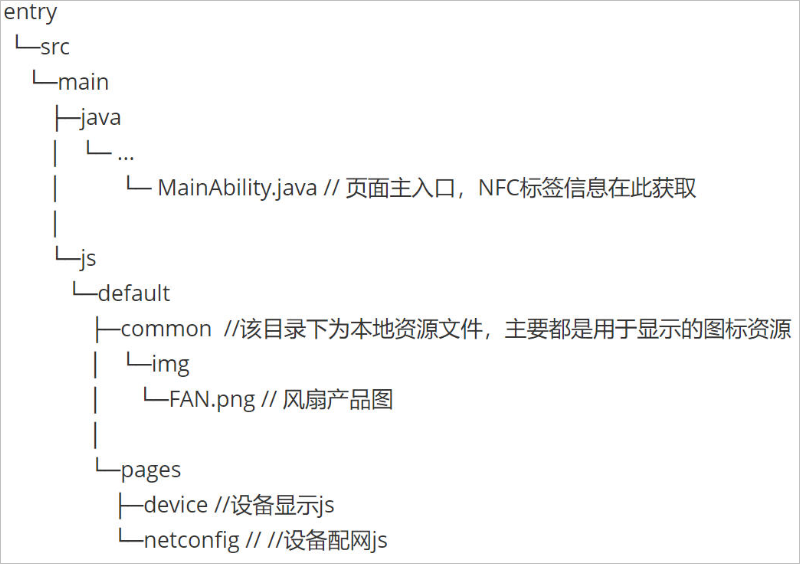 entry
└─src
└─main
├─java
│ └─ ...
│ └─ MainAbility.java // 页面主入口，NFC标签信息在此获取
│
└─js
└─default
├─common //该目录下为本地资源文件，主要都是用于显示的图标资源
│ └─img
│ └─FAN.png // 风扇产品图
│
└─pages
├─device //设备显示js
└─netconfig // //设备配网js